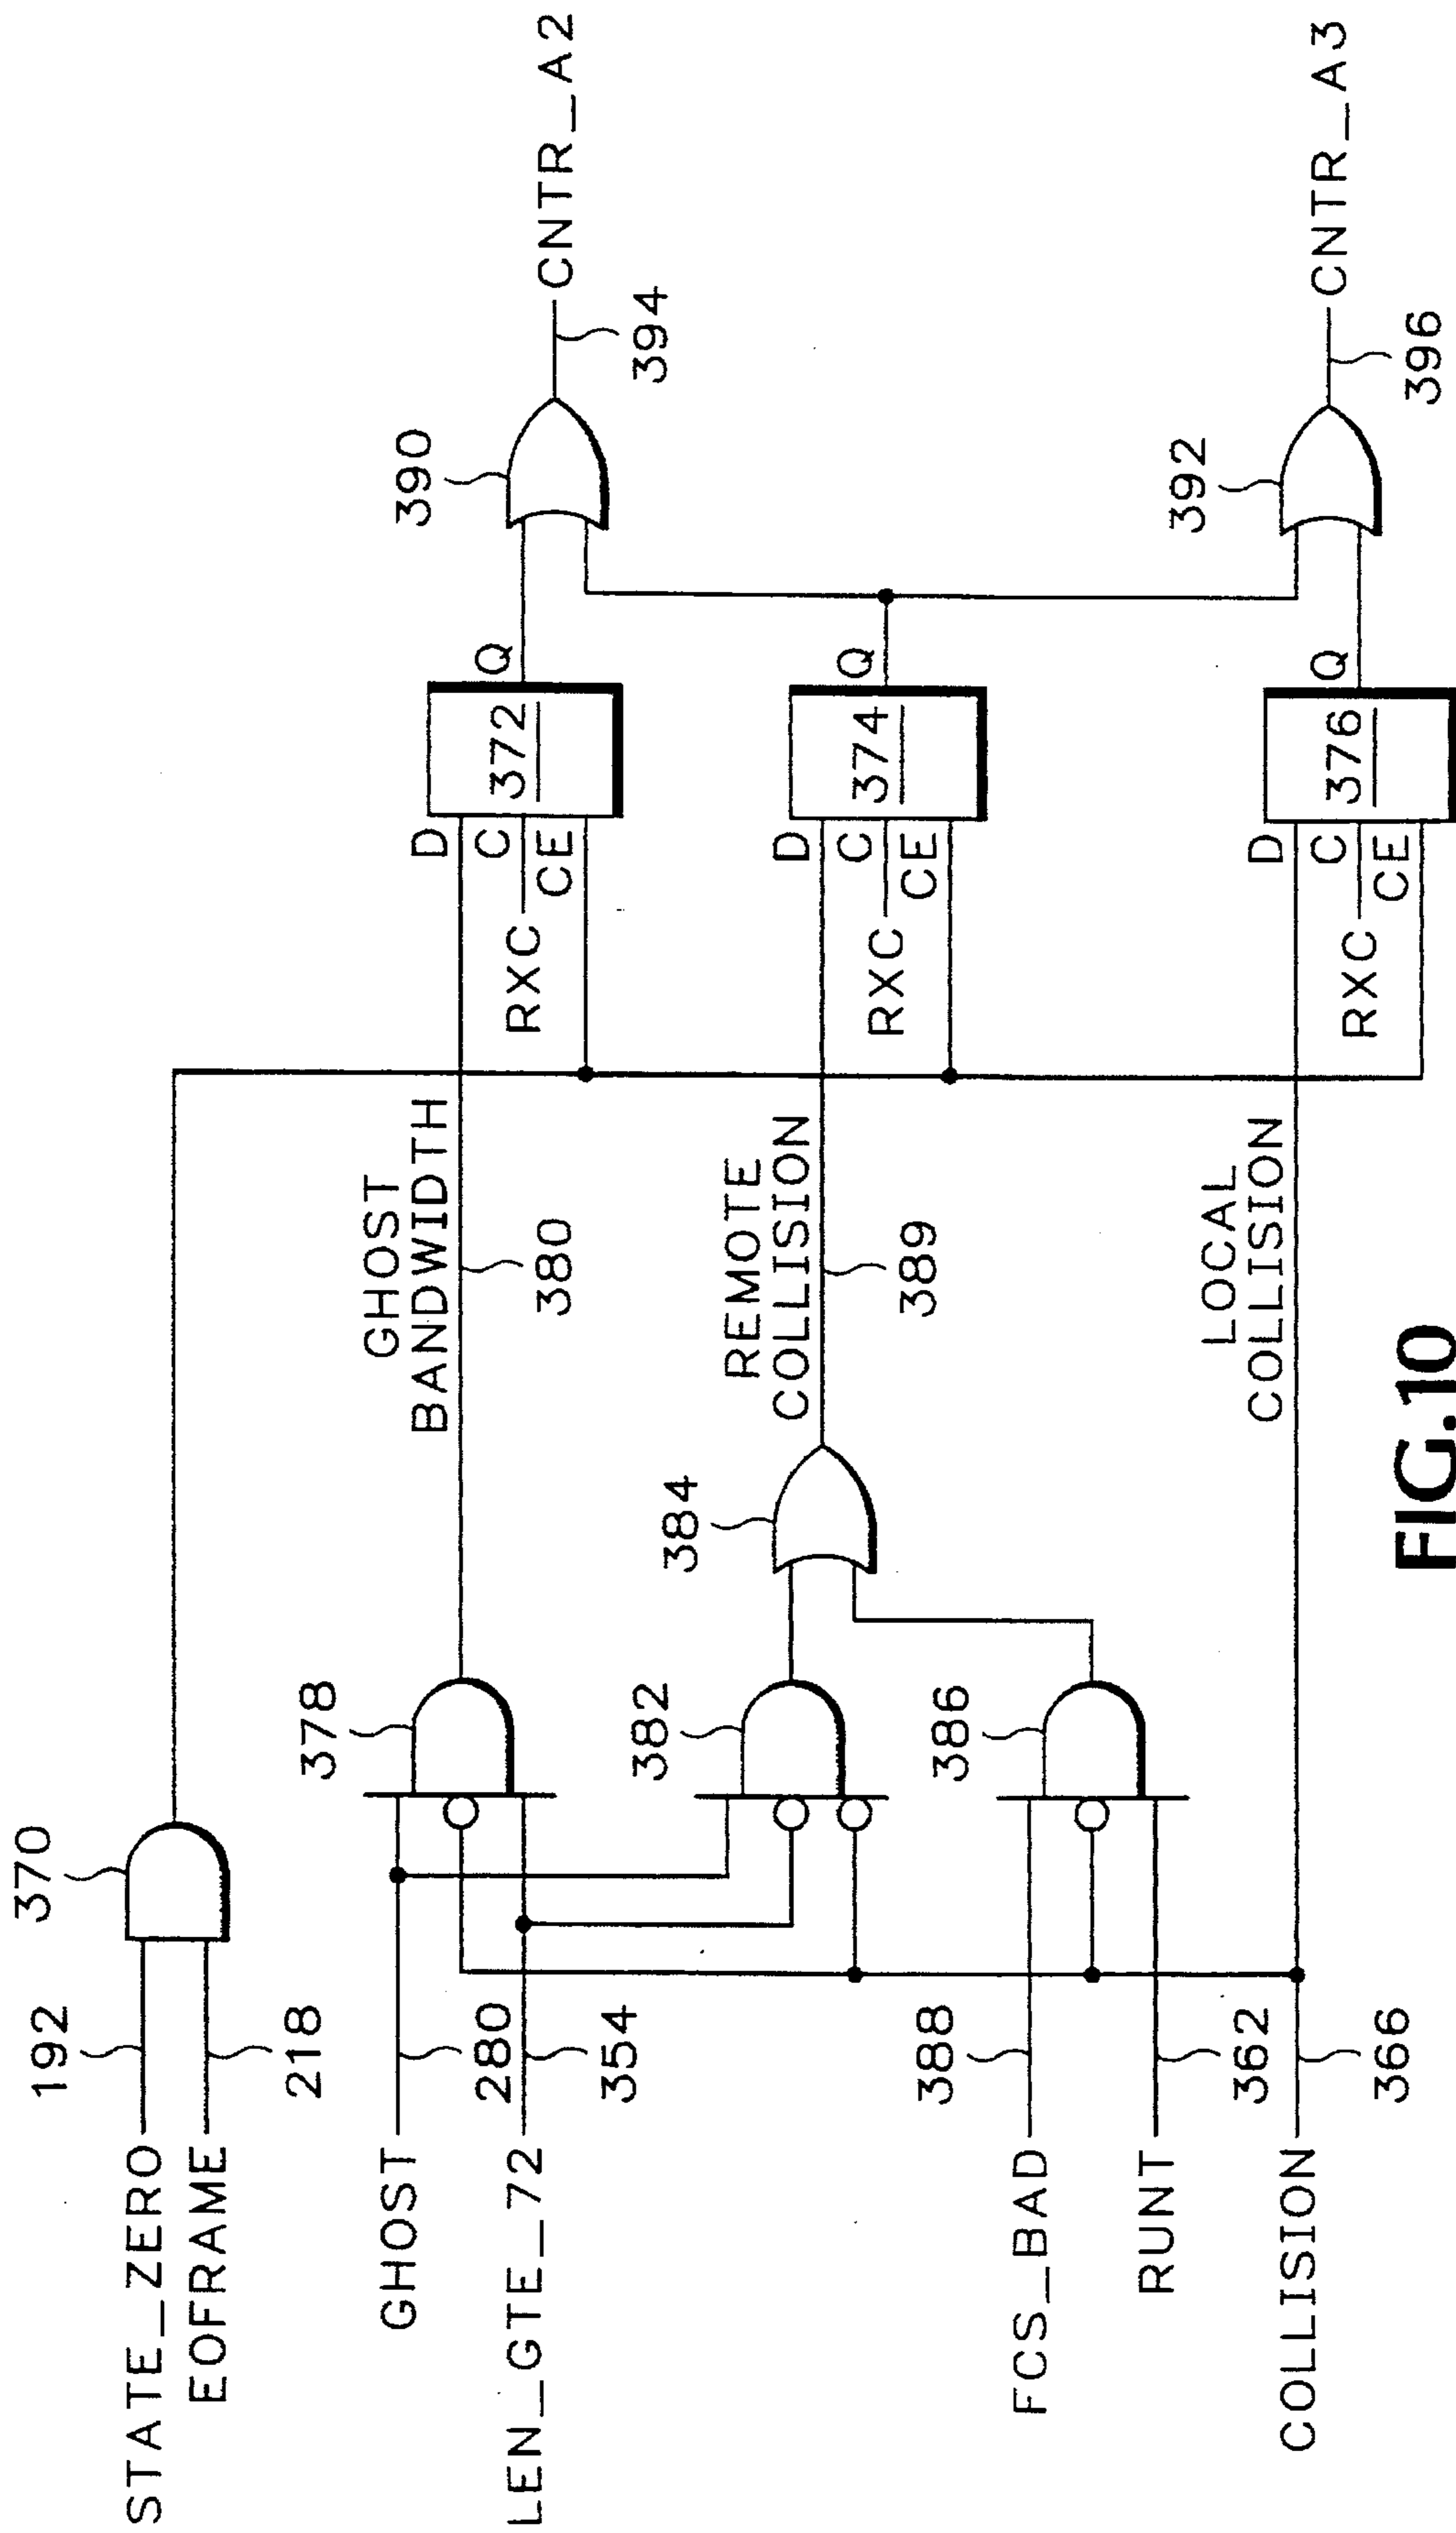 370
192
STATE_ZERO
EOFRAME
218
378
GHOST
BANDWIDTH
380
GHOST
280
LEN_GTE_72
354
D
C
CE
RXC
372
Q
390
CNTR_A2
394
382
384
REMOTE
COLLISION
389
D
C
CE
RXC
374
Q
386
388
FCS_BAD
RUNT
362
COLLISION
366
LOCAL
COLLISION
D
C
CE
RXC
376
Q
392
CNTR_A3
396
FIG.10